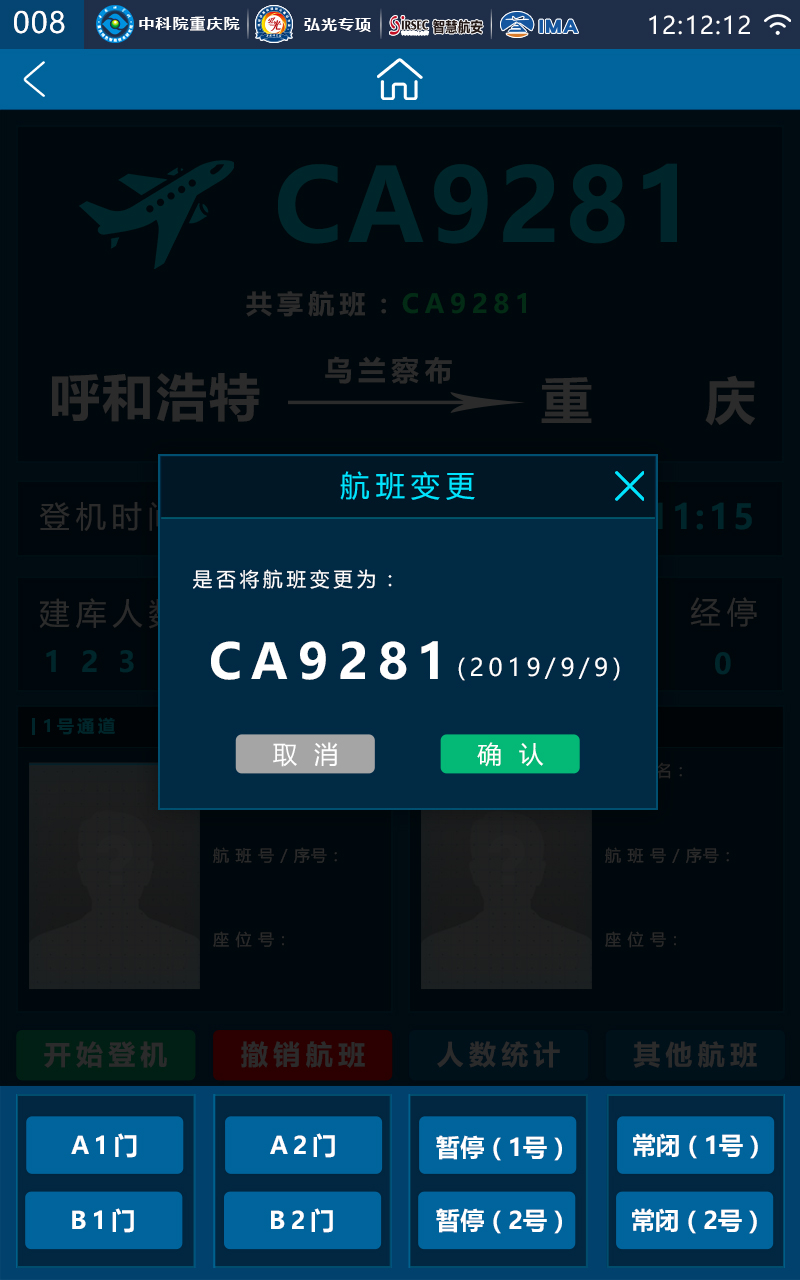 008 中科院重庆院 弘光专项 SiRSEC 智慧航安 IMA 12:12:12
CA9281
共享航班：CA9281
呼和浩特 乌兰察布 重 庆
登机时间 11:15
建库人数 经停
1 2 3 0
1号通道
航班变更
是否将航班变更为：
CA9281 (2019/9/9)
取 消 确 认
名：
航 班 号 / 序号： 航 班 号 / 序号：
座 位 号： 座 位 号：
开始登机 撤销航班 人数统计 其他航班
A1门 A2门 暂停（1号） 常闭（1号）
B1门 B2门 暂停（2号） 常闭（2号）